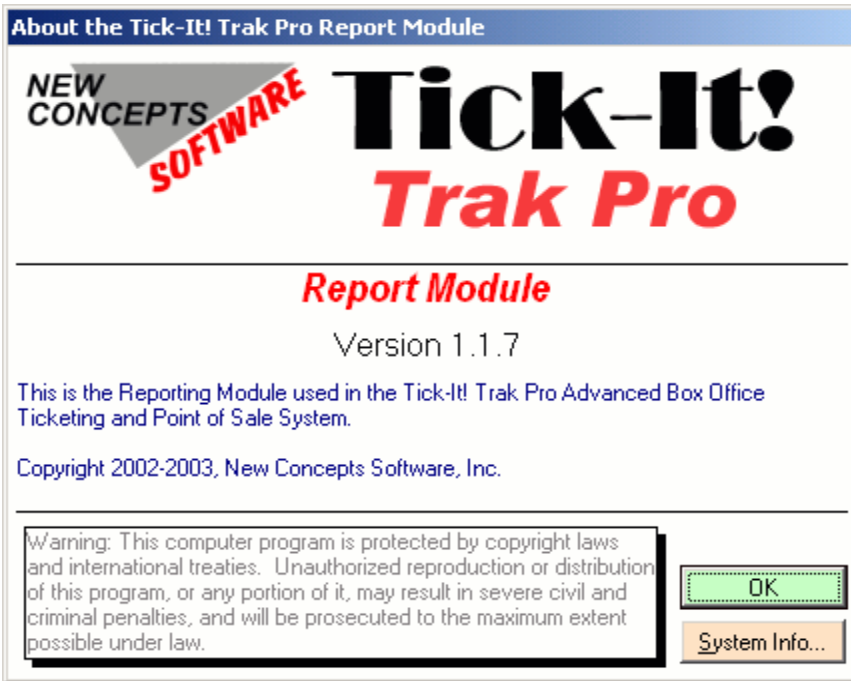 About the Tick-It! Trak Pro Report Module
NEW
CONCEPTS
SOFTWARE
Tick-It!
Trak Pro
Report Module
Version 1.1.7
This is the Reporting Module used in the Tick-It! Trak Pro Advanced Box Office
Ticketing and Point of Sale System.
Copyright 2002-2003, New Concepts Software, Inc.
Warning: This computer program is protected by copyright laws
and international treaties.  Unauthorized reproduction or distribution
of this program, or any portion of it, may result in severe civil and
criminal penalties, and will be prosecuted to the maximum extent
possible under law.
OK
System Info...